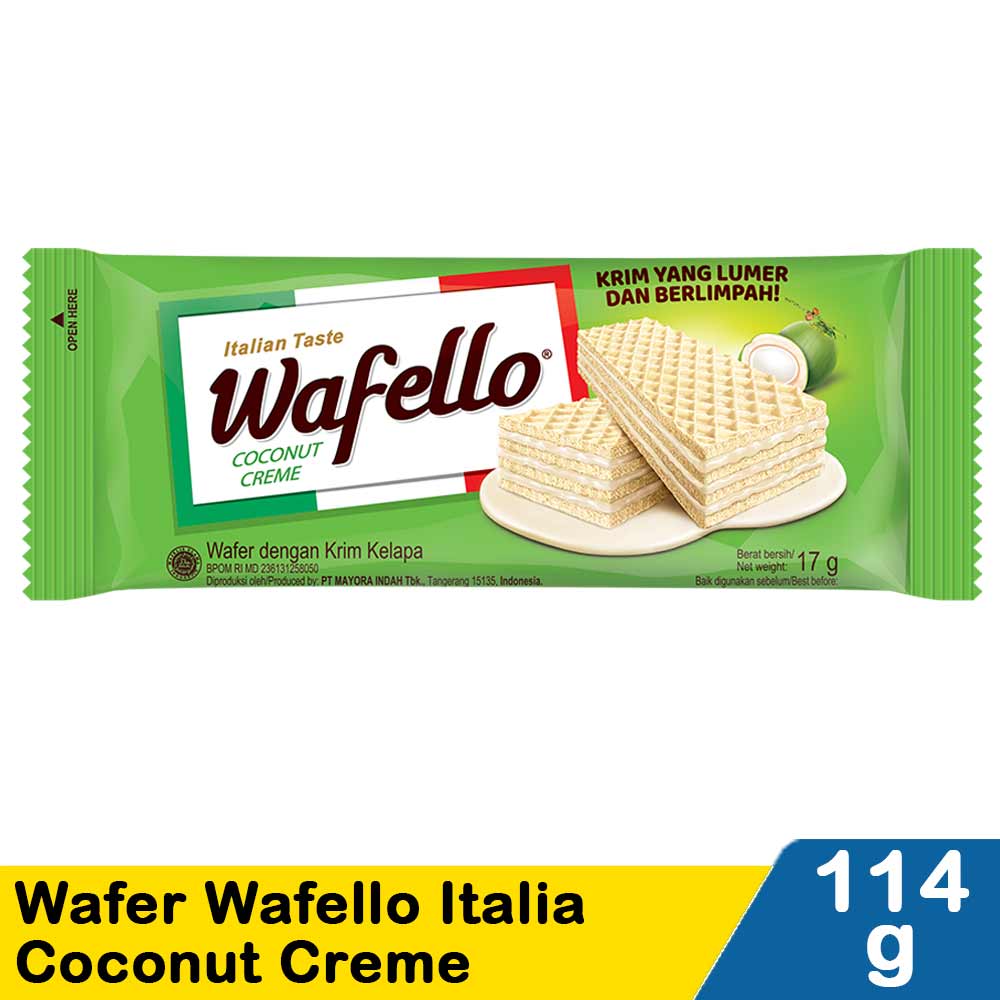 OPEN HERE
KRIM YANG LUMER
DAN BERLIMPAH!
Italian Taste
Wafello®
COCONUT
CREME
Wafer dengan Krim Kelapa
BPOM RI MD 236131258050
Diproduksi oleh/Produced by: PT MAYORA INDAH Tbk., Tangerang 15135, Indonesia.
Berat bersih/
Net weight: 17 g
Baik digunakan sebelum/Best before:
Wafer Wafello Italia
Coconut Creme
114
g